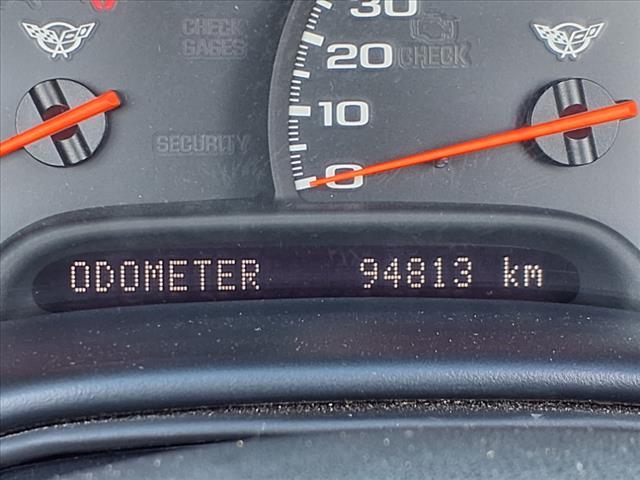 30
CHECK
GAGES
20
CHECK
10
SECURITY
0
ODOMETER 94813 km